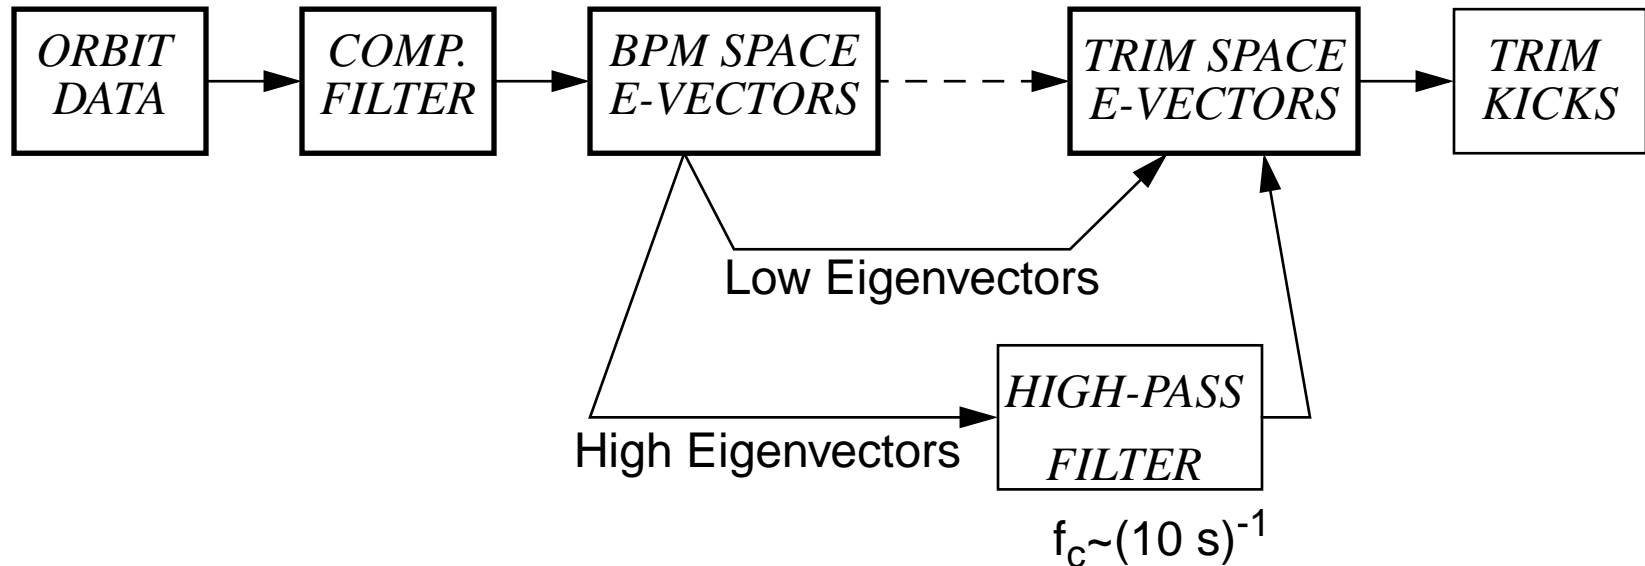 ORBIT
DATA
COMP.
FILTER
BPM SPACE
E-VECTORS
TRIM SPACE
E-VECTORS
TRIM
KICKS
Low Eigenvectors
High Eigenvectors
HIGH-PASS
FILTER
f_c~(10 s)^-1